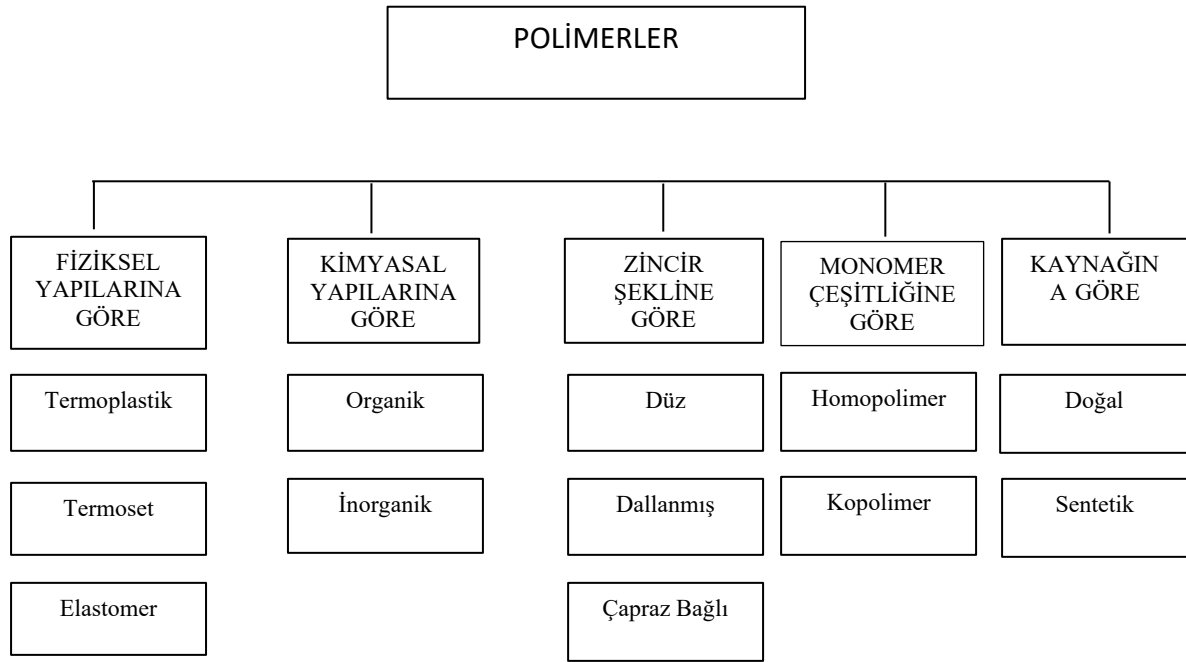 POLİMERLER
FİZİKSEL
YAPILARINA
GÖRE
KİMYASAL
YAPILARINA
GÖRE
ZİNCİR
ŞEKLİNE
GÖRE
MONOMER
ÇEŞİTLİĞİNE
GÖRE
KAYNAĞIN
A GÖRE
Termoplastik
Organik
Düz
Homopolimer
Doğal
Termoset
İnorganik
Dallanmış
Kopolimer
Sentetik
Elastomer
Çapraz Bağlı